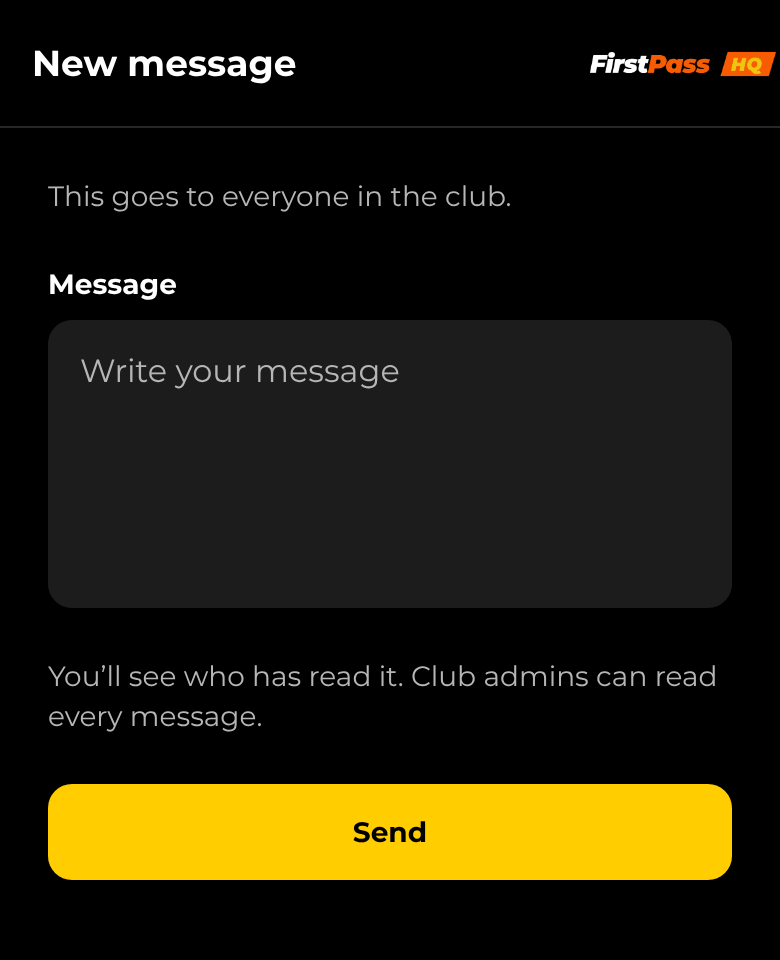 New message
FirstPass HQ
This goes to everyone in the club.
Message
Write your message
You’ll see who has read it. Club admins can read
every message.
Send